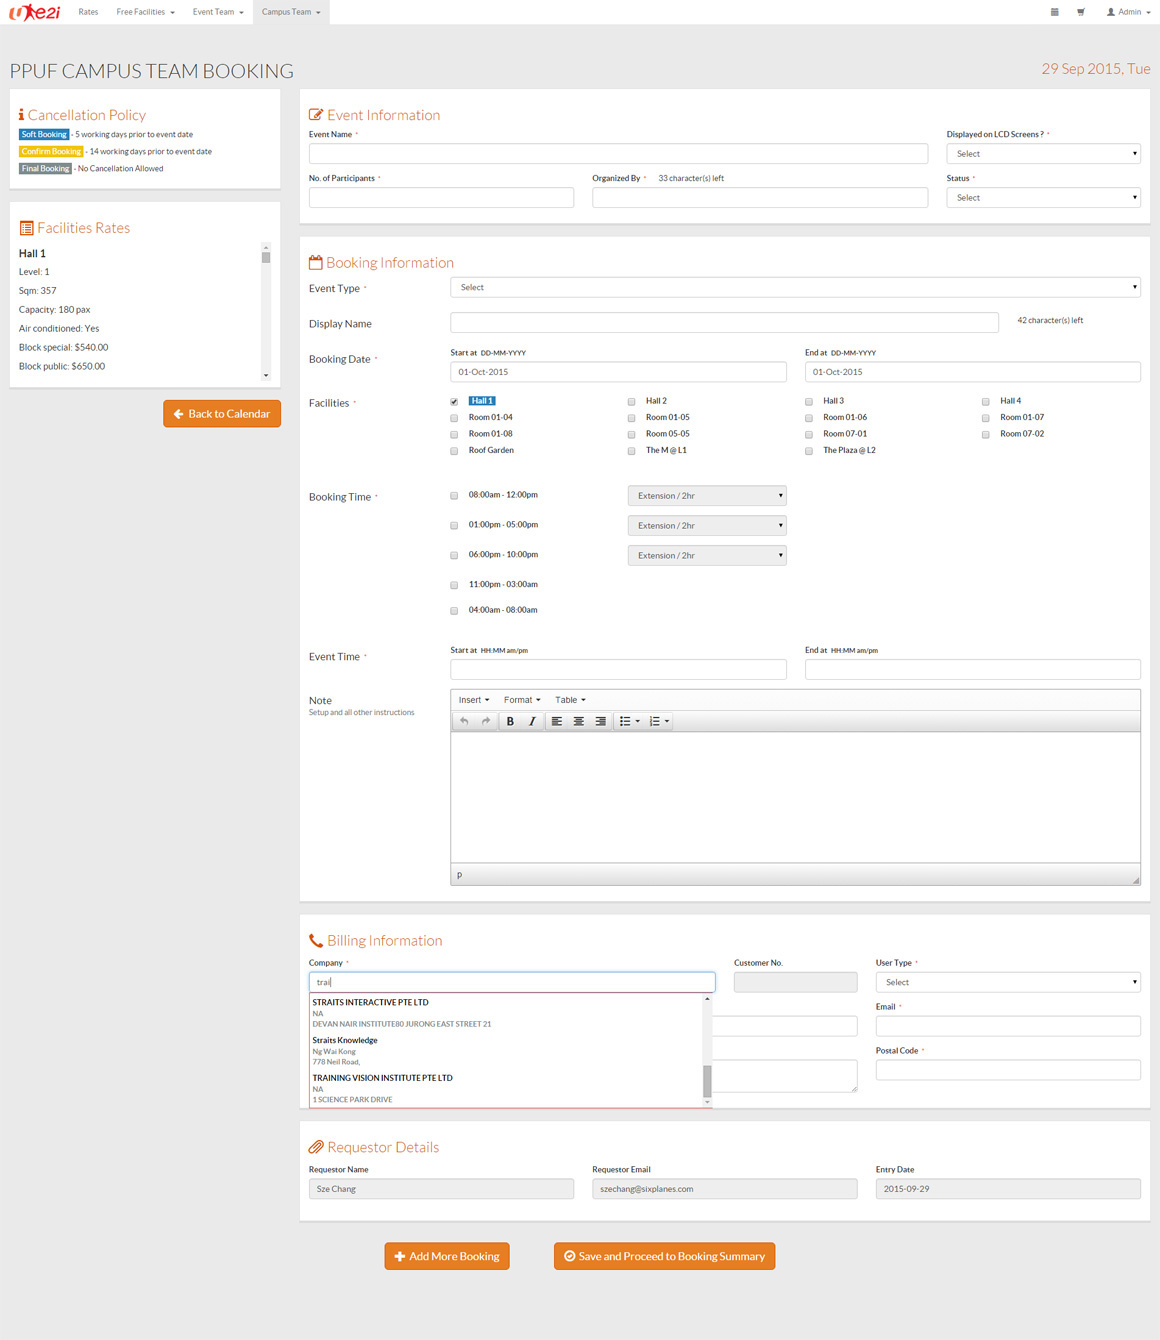 e2i
Rates
Free Facilities
Event Team
Campus Team
Admin
PPUF CAMPUS TEAM BOOKING
29 Sep 2015, Tue
Cancellation Policy
Soft Booking - 5 working days prior to event date
Confirm Booking - 14 working days prior to event date
Final Booking - No Cancellation Allowed
Facilities Rates
Hall 1
Level: 1
Sqm: 357
Capacity: 180 pax
Air conditioned: Yes
Block special: $540.00
Block public: $650.00
Back to Calendar
Event Information
Event Name *
Displayed on LCD Screens ? *
Select
No. of Participants *
Organized By * 33 character(s) left
Status *
Select
Booking Information
Event Type *
Select
Display Name
42 character(s) left
Booking Date *
Start at DD-MM-YYYY
End at DD-MM-YYYY
01-Oct-2015
01-Oct-2015
Facilities *
Hall 1 Hall 2 Hall 3 Hall 4
Room 01-04 Room 01-05 Room 01-06 Room 01-07
Room 01-08 Room 05-05 Room 07-01 Room 07-02
Roof Garden The M @ L1 The Plaza @ L2
Booking Time *
08:00am - 12:00pm Extension / 2hr
01:00pm - 05:00pm Extension / 2hr
06:00pm - 10:00pm Extension / 2hr
11:00pm - 03:00am
04:00am - 08:00am
Event Time *
Start at HH:MM am/pm
End at HH:MM am/pm
Note
Setup and all other instructions
Insert Format Table
B I
p
Billing Information
Company *
Customer No.
User Type *
trai
Select
STRAITS INTERACTIVE PTE LTD
NA
DEVAN NAIR INSTITUTE80 JURONG EAST STREET 21
Straits Knowledge
Ng Wai Kong
778 Neil Road,
TRAINING VISION INSTITUTE PTE LTD
NA
1 SCIENCE PARK DRIVE
Email *
Postal Code *
Requestor Details
Requestor Name
Requestor Email
Entry Date
Sze Chang
szechang@sixplanes.com
2015-09-29
Add More Booking
Save and Proceed to Booking Summary